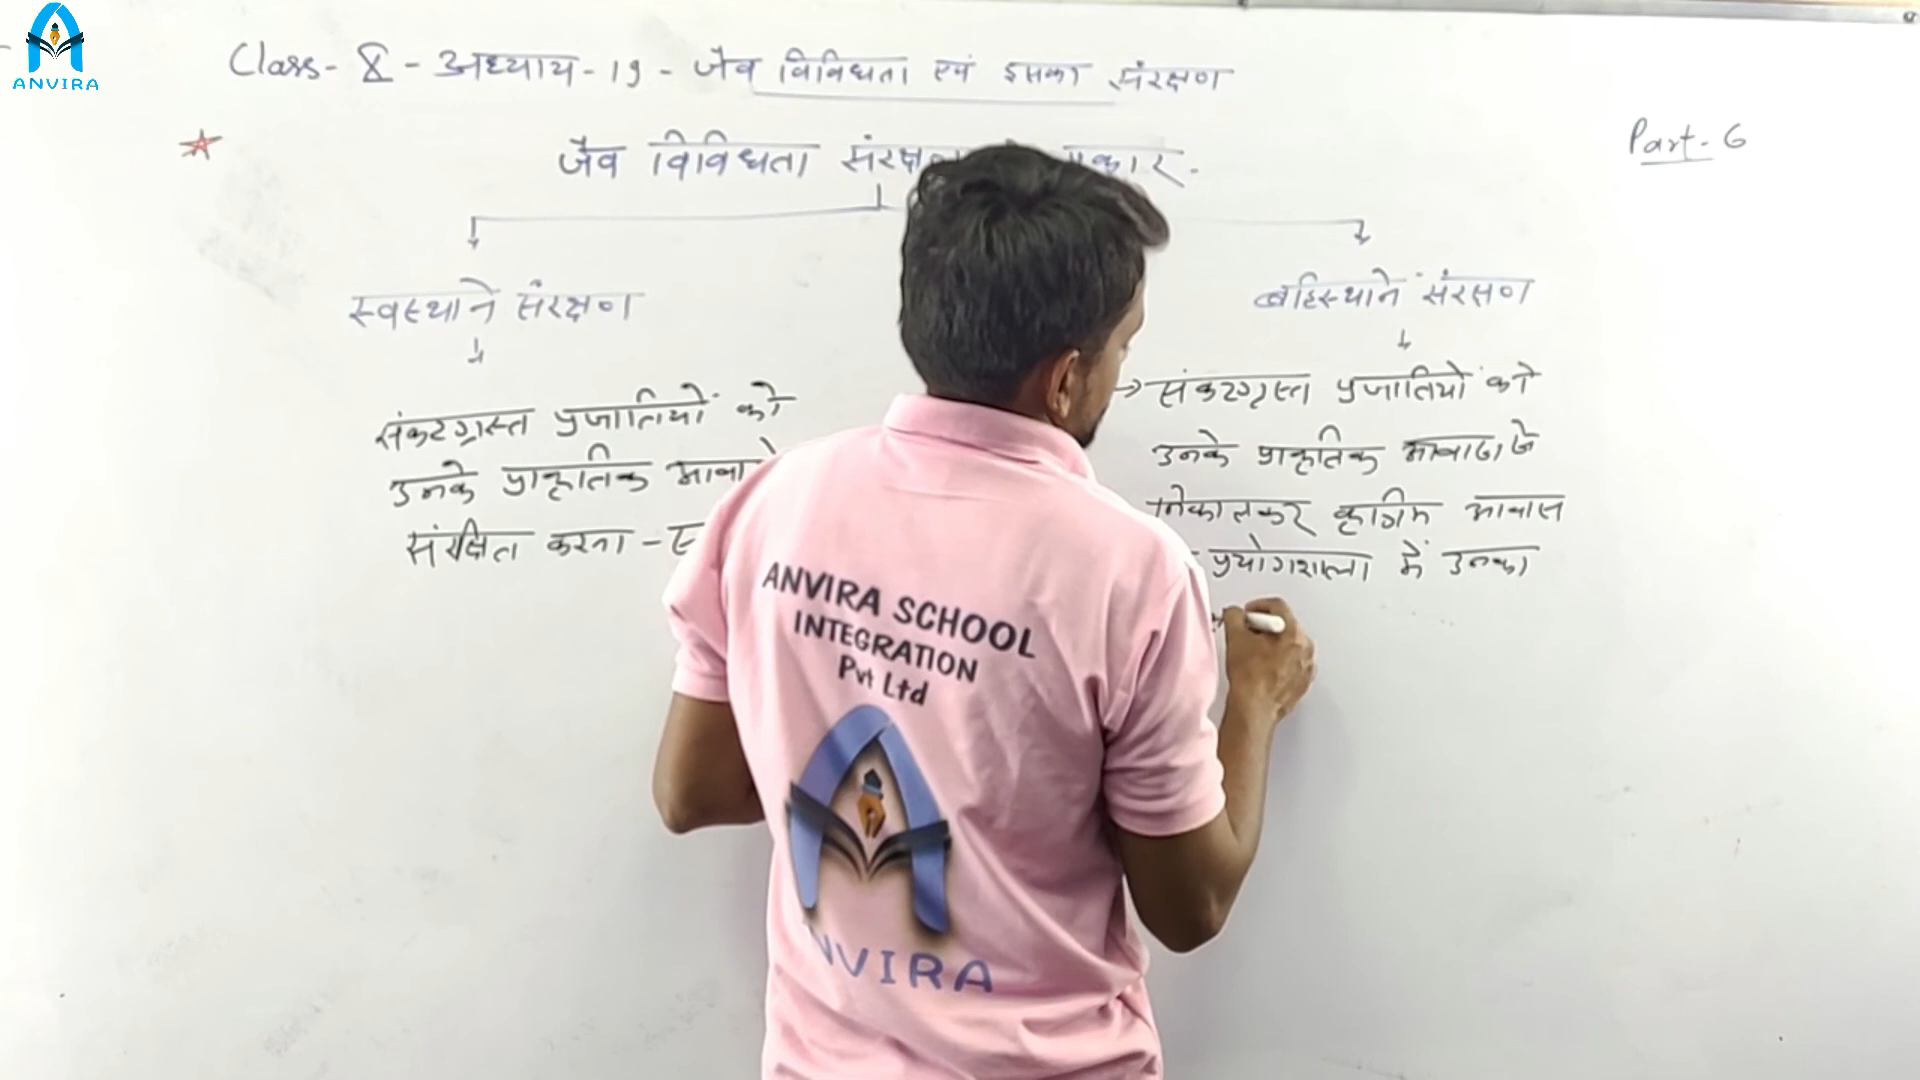 ANVIRA
Class-X-अध्याय-19-जैव विविधता एवं इसका संरक्षण
Part-6
जैव विविधता
स्वस्थाने संरक्षण
बहिस्थाने संरक्षण
संकटग्रस्त प्रजातियों को
उनके प्राकृतिक
संरक्षित करना -
→ संकटग्रस्त प्रजातियों को
उनके प्राकृतिक आवास से
निकालकर कृत्रिम आवास
प्रयोगशाला में उनका
ANVIRA SCHOOL
INTEGRATION
Pvt Ltd
ANVIRA